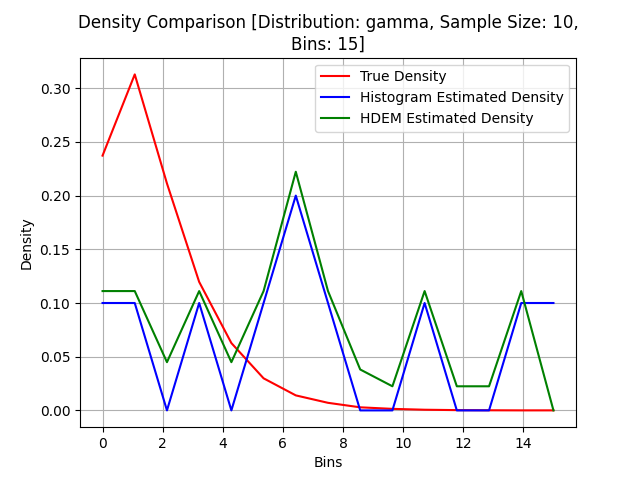 Density Comparison [Distribution: gamma, Sample Size: 10,
Bins: 15]
True Density
Histogram Estimated Density
HDEM Estimated Density
Density
0.30
0.25
0.20
0.15
0.10
0.05
0.00
0 2 4 6 8 10 12 14
Bins